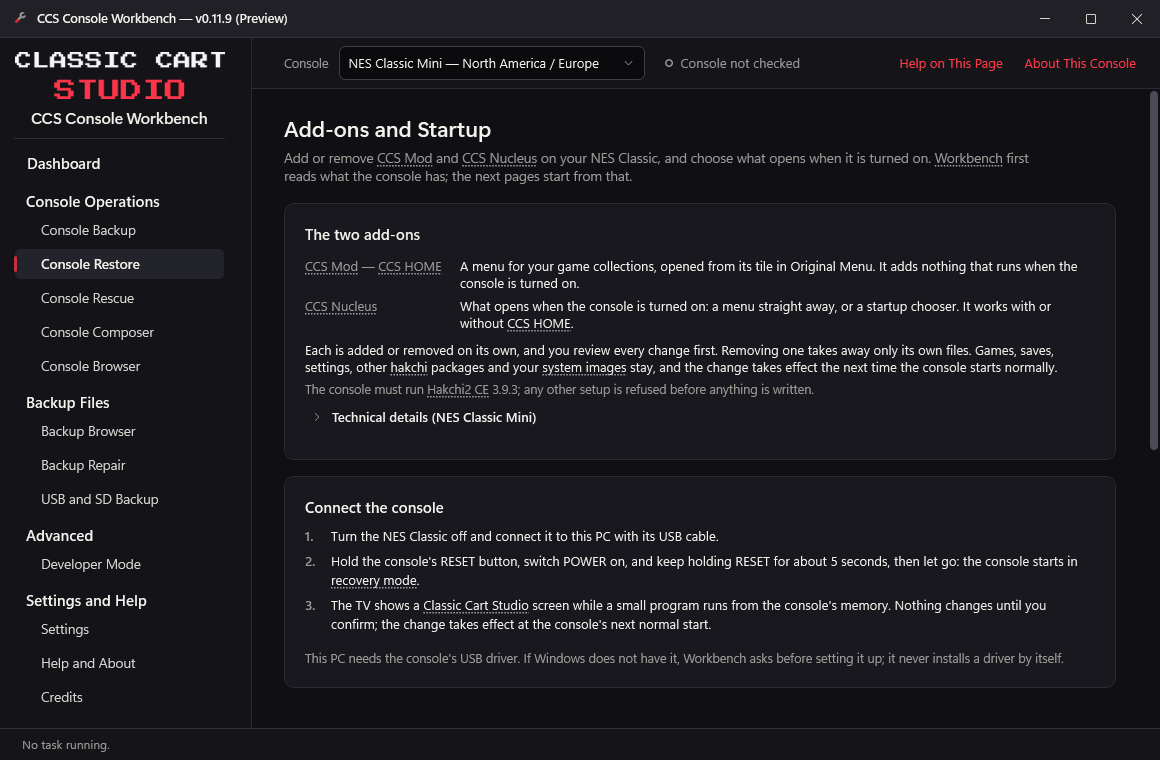 CCS Console Workbench — v0.11.9 (Preview)
CLASSIC CART
STUDIO
CCS Console Workbench
Dashboard
Console Operations
Console Backup
Console Restore
Console Rescue
Console Composer
Console Browser
Backup Files
Backup Browser
Backup Repair
USB and SD Backup
Advanced
Developer Mode
Settings and Help
Settings
Help and About
Credits
Console
NES Classic Mini — North America / Europe
Console not checked
Help on This Page
About This Console
Add-ons and Startup
Add or remove CCS Mod and CCS Nucleus on your NES Classic, and choose what opens when it is turned on. Workbench first
reads what the console has; the next pages start from that.
The two add-ons
CCS Mod — CCS HOME
A menu for your game collections, opened from its tile in Original Menu. It adds nothing that runs when the
console is turned on.
CCS Nucleus
What opens when the console is turned on: a menu straight away, or a startup chooser. It works with or
without CCS HOME.
Each is added or removed on its own, and you review every change first. Removing one takes away only its own files. Games, saves,
settings, other hakchi packages and your system images stay, and the change takes effect the next time the console starts normally.
The console must run Hakchi2 CE 3.9.3; any other setup is refused before anything is written.
Technical details (NES Classic Mini)
Connect the console
1. Turn the NES Classic off and connect it to this PC with its USB cable.
2. Hold the console's RESET button, switch POWER on, and keep holding RESET for about 5 seconds, then let go: the console starts in
recovery mode.
3. The TV shows a Classic Cart Studio screen while a small program runs from the console's memory. Nothing changes until you
confirm; the change takes effect at the console's next normal start.
This PC needs the console's USB driver. If Windows does not have it, Workbench asks before setting it up; it never installs a driver by itself.
No task running.